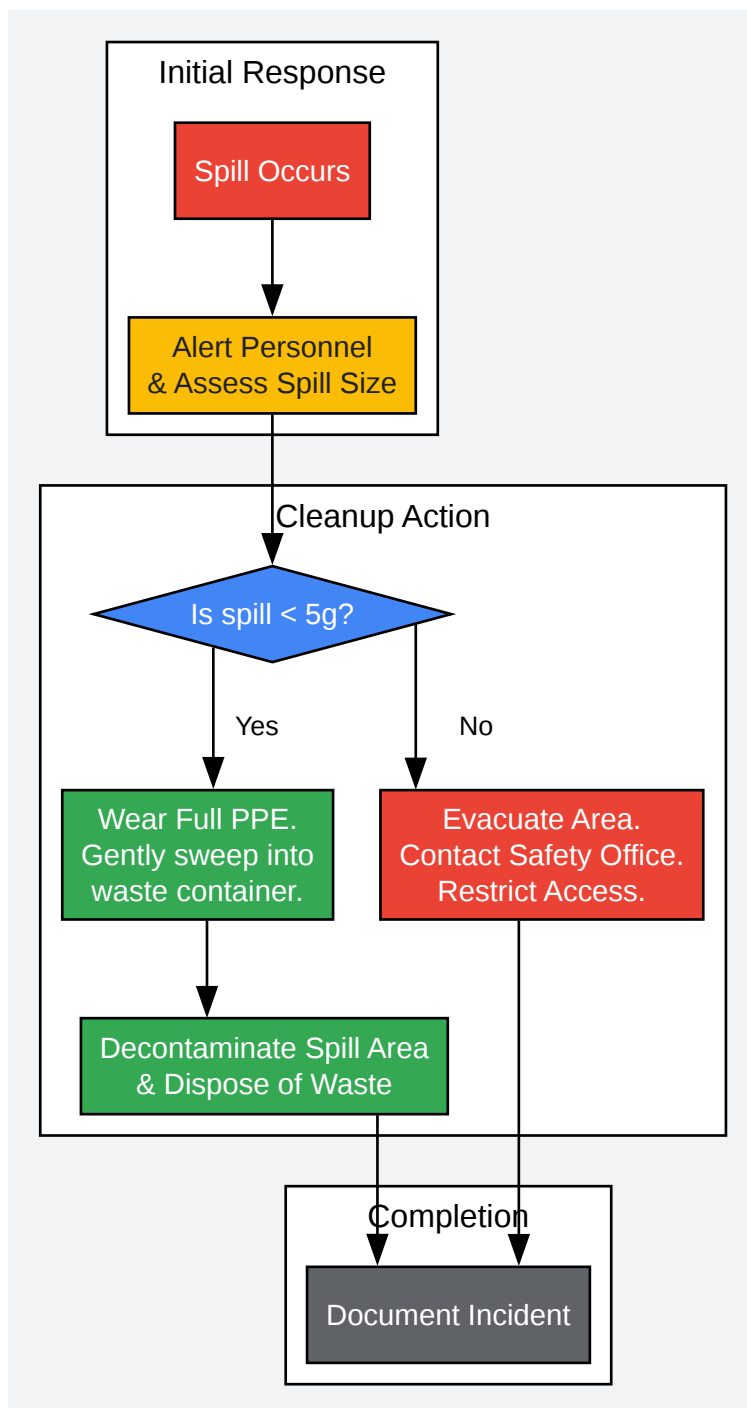 Initial Response
Spill Occurs
Alert Personnel
& Assess Spill Size
Cleanup Action
Is spill < 5g?
Yes
No
Wear Full PPE.
Gently sweep into
waste container.
Evacuate Area.
Contact Safety Office.
Restrict Access.
Decontaminate Spill Area
& Dispose of Waste
Completion
Document Incident